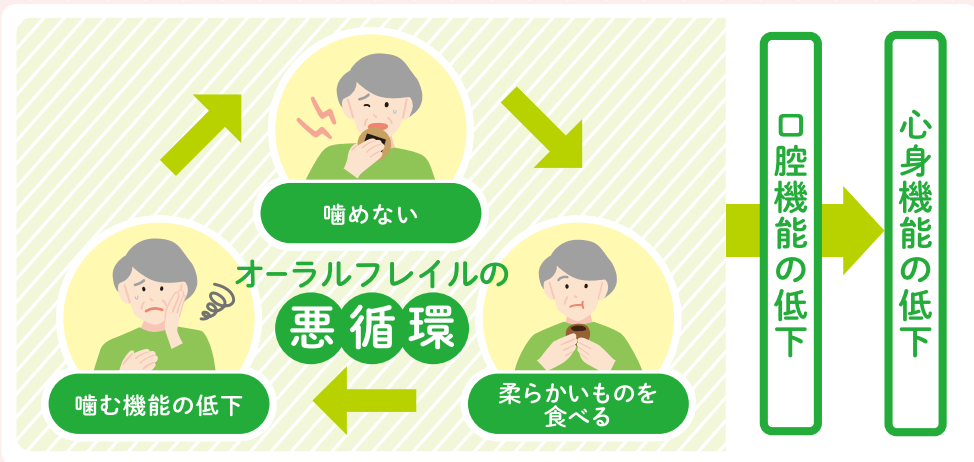 噛めない
オーラルフレイルの
悪循環
柔らかいものを
食べる
噛む機能の低下
口腔機能の低下
心身機能の低下